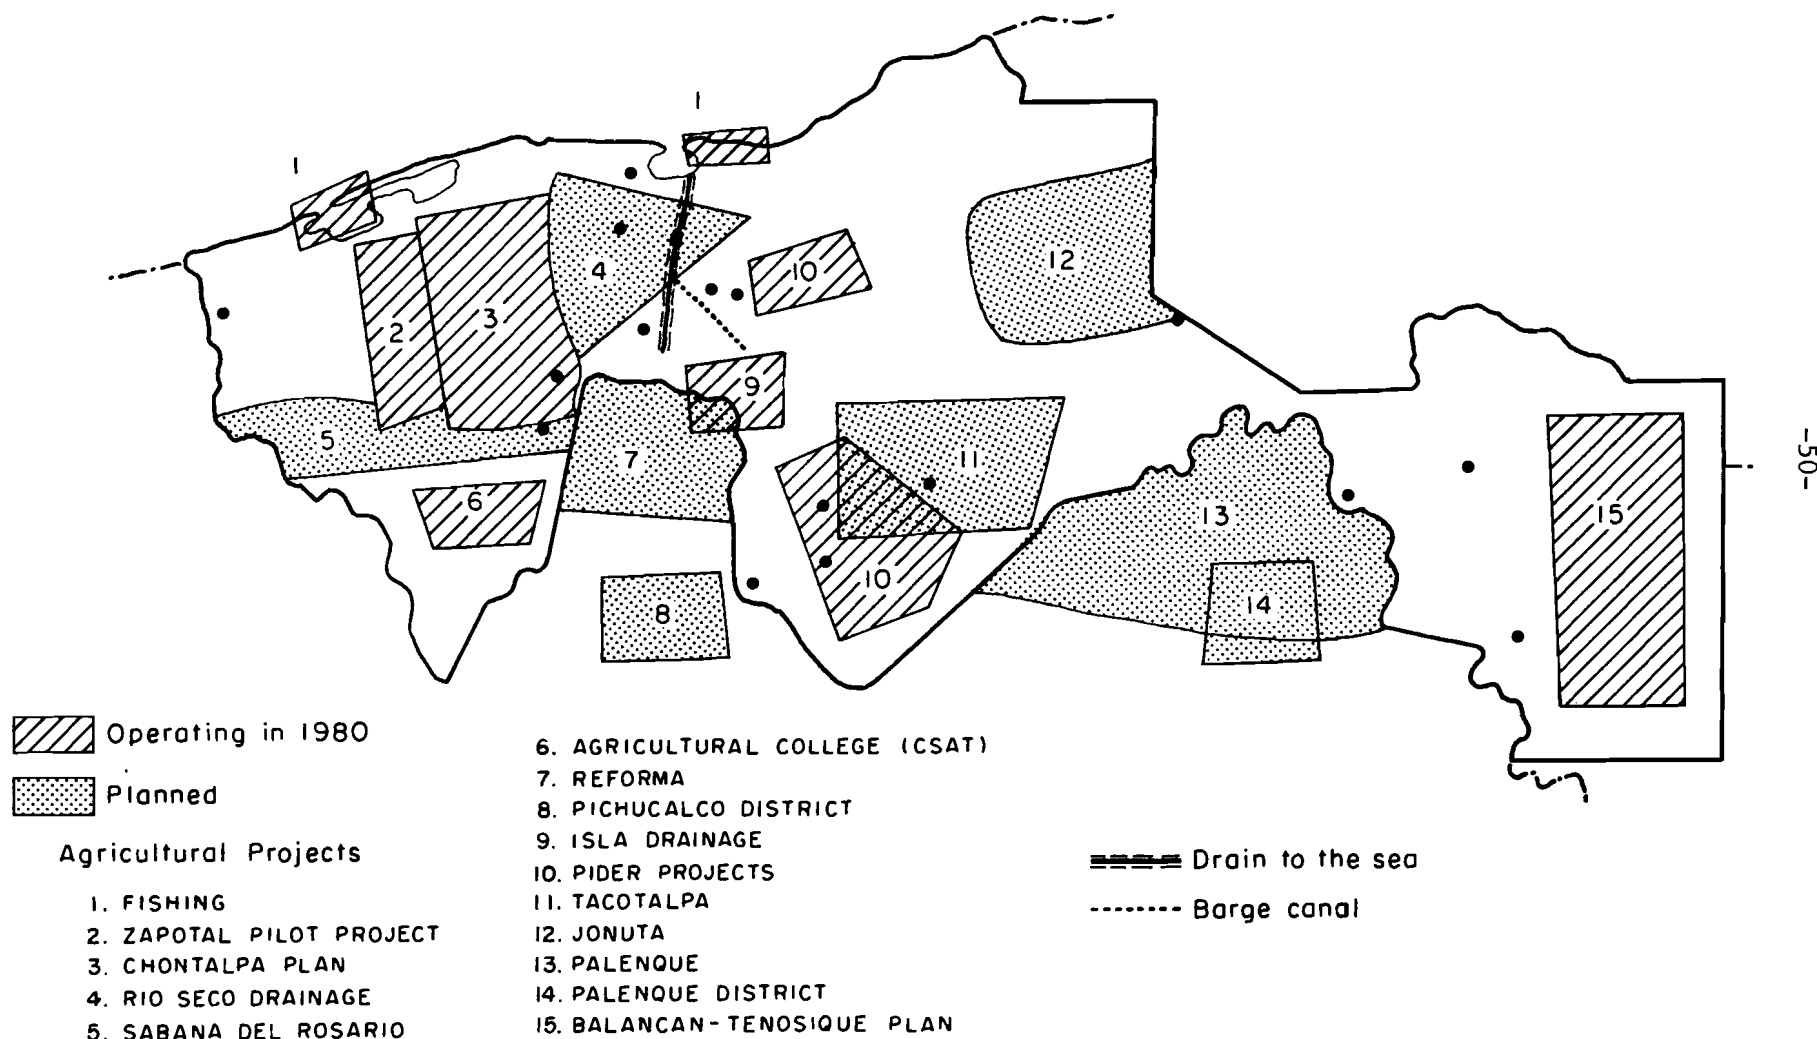 1
1
2
3
4
10
12
9
5
7
11
6
13
15
10
14
8
-50-
Operating in 1980
Planned
Agricultural Projects
1. FISHING
2. ZAPOTAL PILOT PROJECT
3. CHONTALPA PLAN
4. RIO SECO DRAINAGE
5. SABANA DEL ROSARIO
6. AGRICULTURAL COLLEGE (CSAT)
7. REFORMA
8. PICHUCALCO DISTRICT
9. ISLA DRAINAGE
10. PIDER PROJECTS
11. TACOTALPA
12. JONUTA
13. PALENQUE
14. PALENQUE DISTRICT
15. BALANCAN-TENOSIQUE PLAN
Drain to the sea
Barge canal